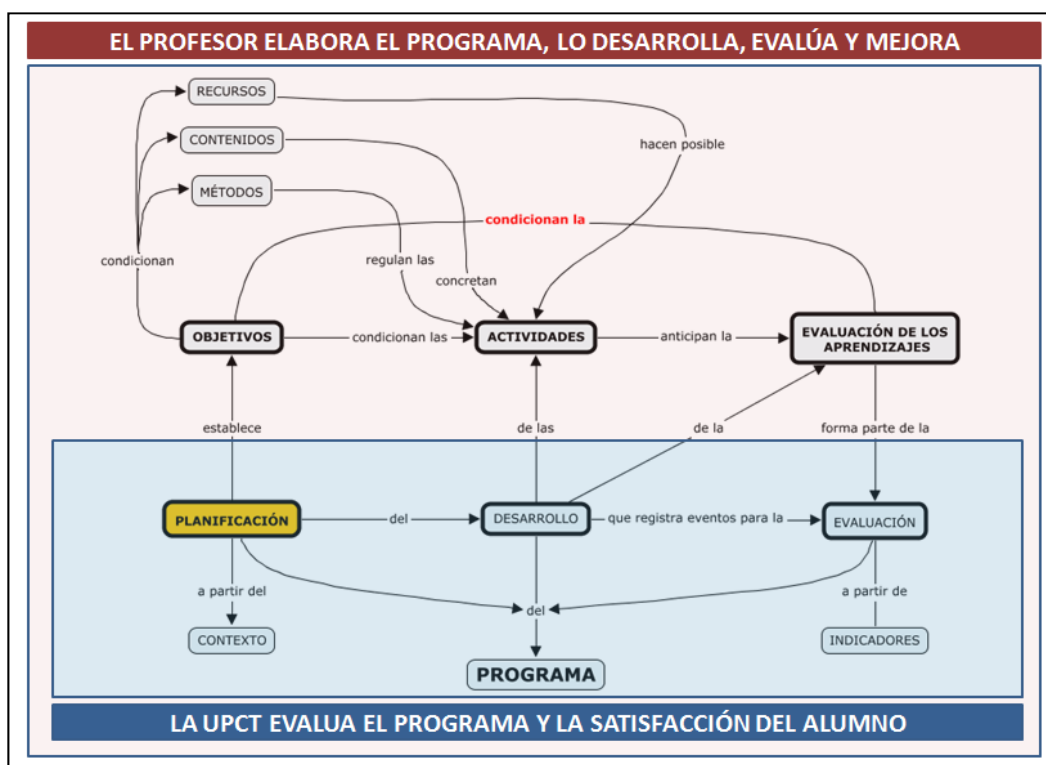 EL PROFESOR ELABORA EL PROGRAMA, LO DESARROLLA, EVALÚA Y MEJORA
RECURSOS
CONTENIDOS
hacen posible
MÉTODOS
condicionan la
condicionan
regulan las
concretan
OBJETIVOS
condicionan las
ACTIVIDADES
anticipan la
EVALUACIÓN DE LOS
APRENDIZAJES
establece
de las
de la
forma parte de la
PLANIFICACIÓN
del
DESARROLLO
que registra eventos para la
EVALUACIÓN
a partir del
del
a partir de
CONTEXTO
INDICADORES
PROGRAMA
LA UPCT EVALUA EL PROGRAMA Y LA SATISFACCIÓN DEL ALUMNO